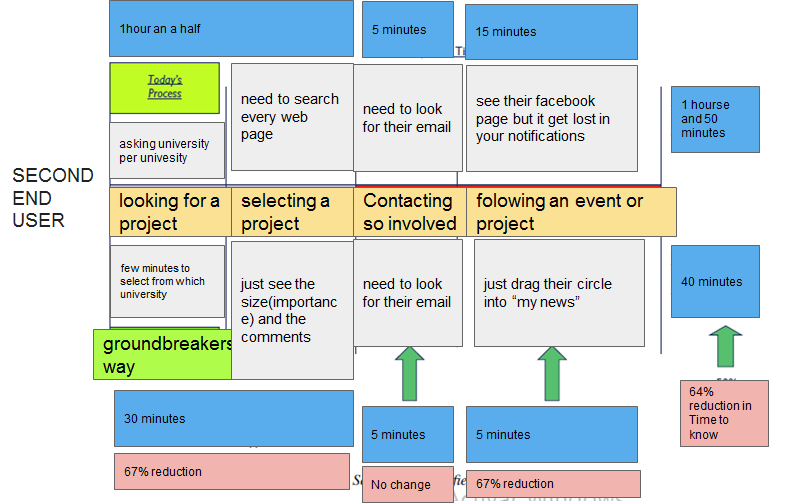 1hour an a half
5 minutes
15 minutes
Ti
Today's
Process
need to search
every web
page
need to look
for their email
see their facebook
page but it get lost in
your notifications
1 hourse
and 50
minutes
asking university
per univesity
SECOND
END
USER
looking for a
project
selecting a
project
Contacting
so involved
folowing an event or
project
few minutes to
select from which
university
just see the
size(importanc
e) and the
comments
need to look
for their email
just drag their circle
into “my news”
40 minutes
groundbreakers
way
64%
reduction in
Time to
know
30 minutes
5 minutes
5 minutes
67% reduction
No change
67% reduction